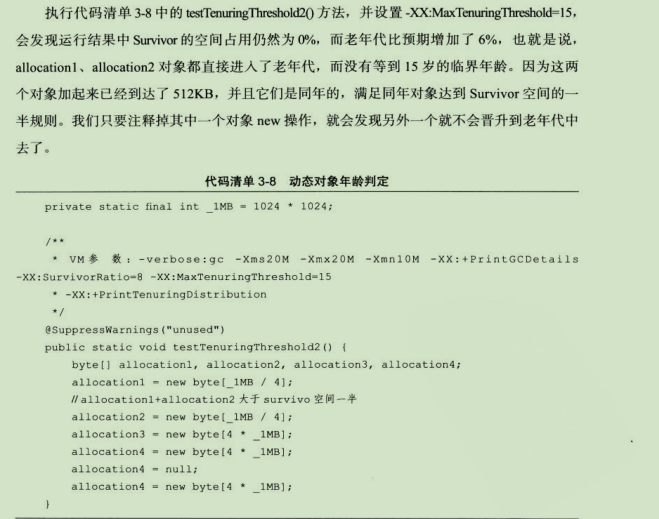 执行代码清单 3-8 中的 testTenuringThreshold2() 方法，并设置 -XX:MaxTenuringThreshold=15,
会发现运行结果中 Survivor 的空间占用仍然为 0%，而老年代比预期增加了 6%，也就是说，
allocation1、allocation2 对象都直接进入了老年代，而没有等到 15 岁的临界年龄。因为这两
个对象加起来已经到达了 512KB，并且它们是同年的，满足同年对象达到 Survivor 空间的一
半规则。我们只要注释掉其中一个对象 new 操作，就会发现另外一个就不会晋升到老年代中
去了。
代码清单 3-8 动态对象年龄判定
private static final int _1MB = 1024 * 1024;
/**
* VM 参 数 : -verbose:gc -Xms20M -Xmx20M -Xmn10M -XX:+PrintGCDetails
-XX:SurvivorRatio=8 -XX:MaxTenuringThreshold=15
* -XX:+PrintTenuringDistribution
*/
@SuppressWarnings("unused")
public static void testTenuringThreshold2() {
byte[] allocation1, allocation2, allocation3, allocation4;
allocation1 = new byte[_1MB / 4];
// allocation1+allocation2 大于 survivo 空间一半
allocation2 = new byte[_1MB / 4];
allocation3 = new byte[4 * _1MB];
allocation4 = new byte[4 * _1MB];
allocation4 = null;
allocation4 = new byte[4 * _1MB];
}